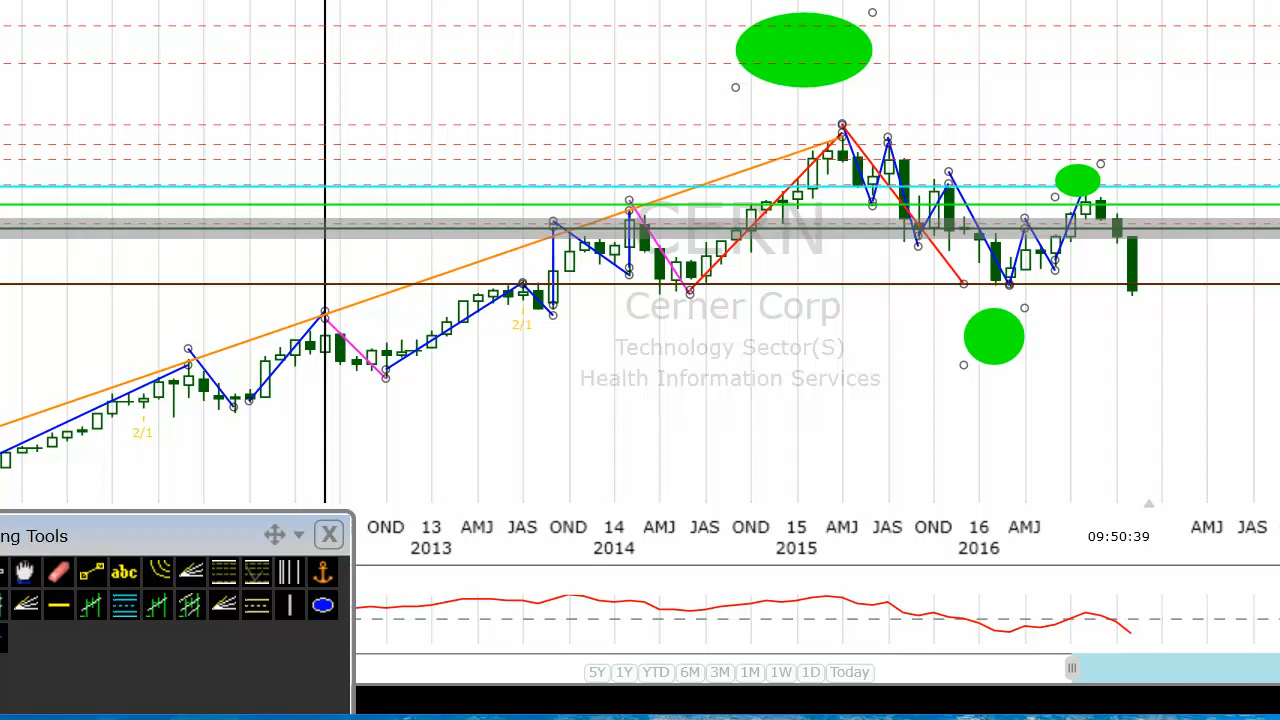 CERN
Cerner Corp
Technology Sector(S)
Health Information Services
2/1
2/1
OND 13 AMJ JAS OND 14 AMJ JAS OND 15 AMJ JAS OND 16 AMJ AMJ JAS
2013 2014 2015 2016
09:50:39
ng Tools
X
abc
5Y 1Y YTD 6M 3M 1M 1W 1D Today